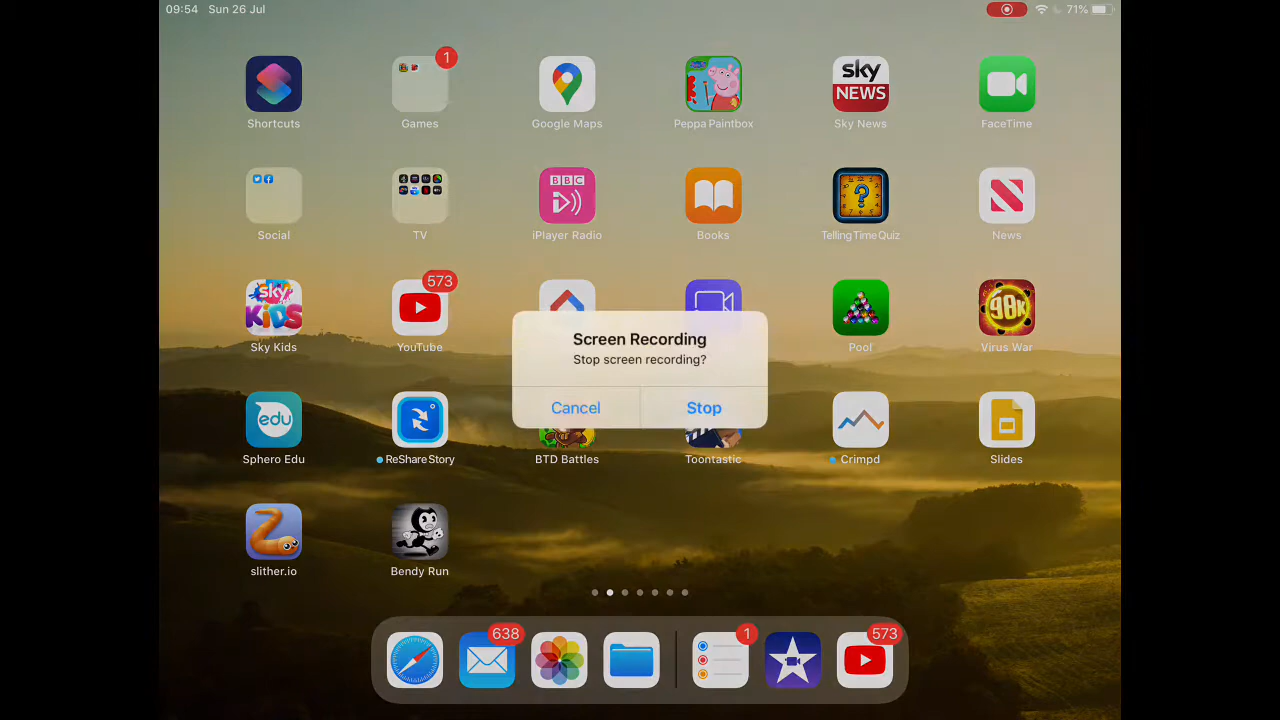 09:54 Sun 26 Jul 71%
1
sky NEWS
Shortcuts Games Google Maps Peppa Paintbox Sky News FaceTime
BBC
Social TV iPlayer Radio Books Telling Time Quiz News
573
sky KIDS 98K
Sky Kids YouTube Pool Virus War
Screen Recording
Stop screen recording?
Cancel Stop
edu
Sphero Edu ReShare Story BTD Battles Toontastic Crimpd Slides
slither.io Bendy Run
638 1 573